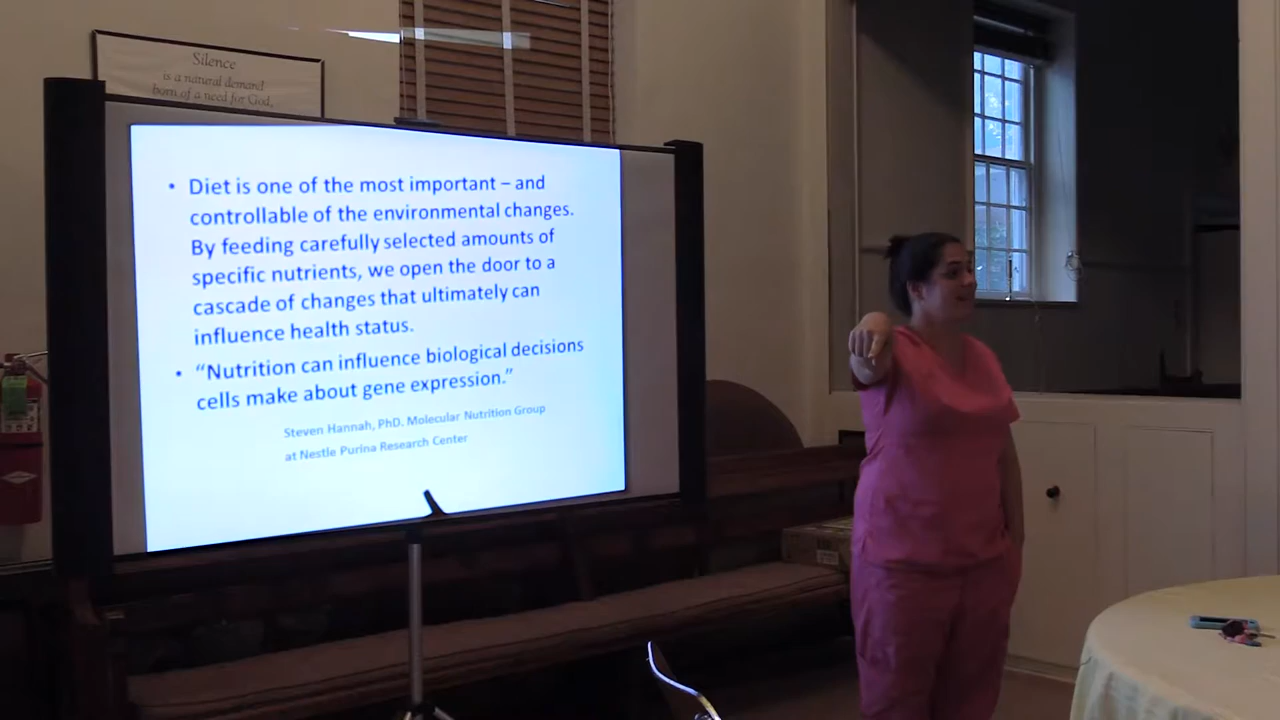 Silence
is a natural demand
born of a need for God,
• Diet is one of the most important – and
controllable of the environmental changes.
By feeding carefully selected amounts of
specific nutrients, we open the door to a
cascade of changes that ultimately can
influence health status.
• “Nutrition can influence biological decisions
cells make about gene expression.”
Steven Hannah, PhD. Molecular Nutrition Group
at Nestle Purina Research Center